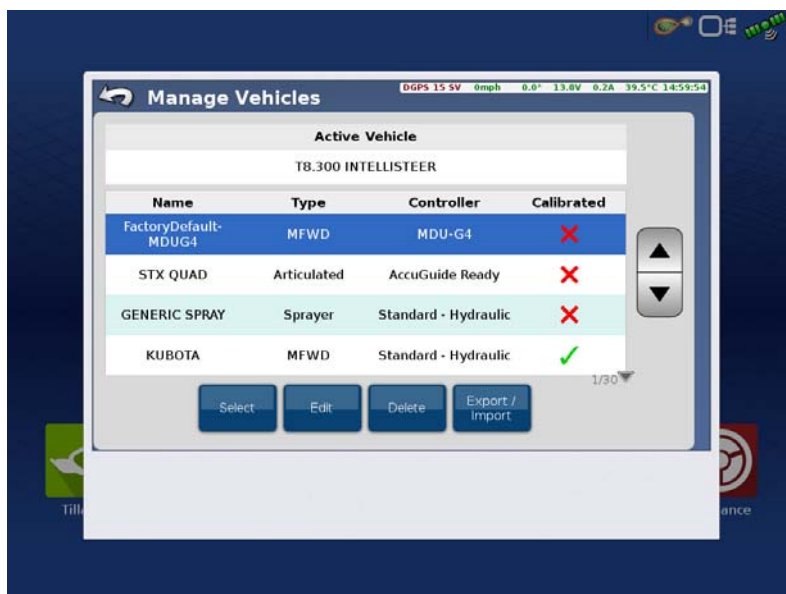 Manage Vehicles
DGPS 15 SV 0mph 0.0° 13.0V 0.2A 39.5°C 14:59:54
Active Vehicle
T8.300 INTELLISTEER
Name Type Controller Calibrated
FactoryDefault-
MDUG4 MFWD MDU-G4
STX QUAD Articulated AccuGuide Ready
GENERIC SPRAY Sprayer Standard - Hydraulic
KUBOTA MFWD Standard - Hydraulic
1/30
Select Edit Delete Export /
Import
Tilla
ance